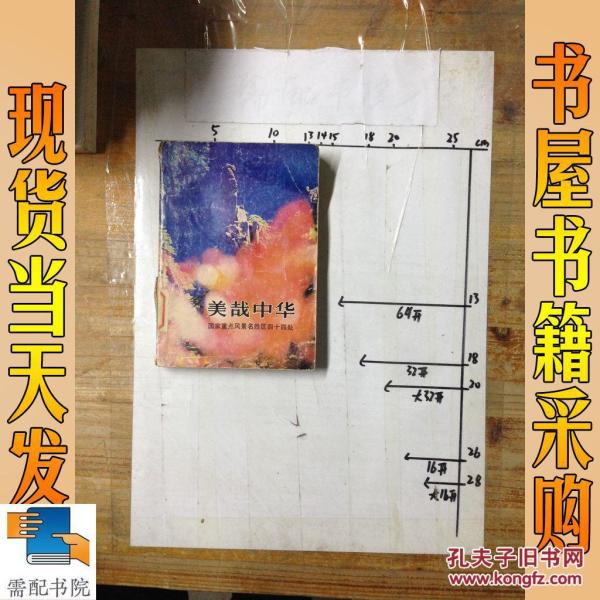 现货当天发
书屋书籍采购
5 10 13 14 15 18 20 25 cm
美哉中华
国家重点风景名胜区四十四处
13
64开
18
32开
20
大32开
26
16开
28
大16开
需配书院
孔夫子旧书网
www.kongfz.com